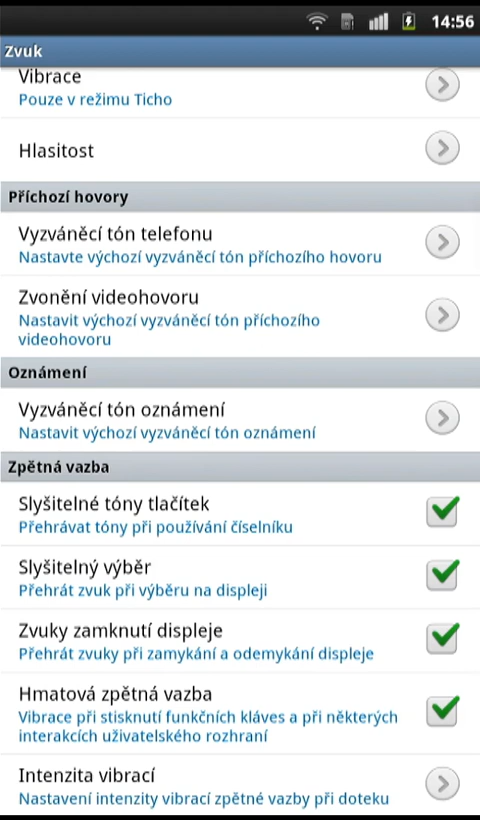 14:56
Zvuk
Vibrace
Pouze v režimu Ticho
Hlasitost
Příchozí hovory
Vyzváněcí tón telefonu
Nastavte výchozí vyzváněcí tón příchozího hovoru
Zvonění videohovoru
Nastavit výchozí vyzváněcí tón příchozího
videohovoru
Oznámení
Vyzváněcí tón oznámení
Nastavit výchozí vyzváněcí tón oznámení
Zpětná vazba
Slyšitelné tóny tlačítek
Přehrávat tóny při používání číselníku
Slyšitelný výběr
Přehrát zvuk při výběru na displeji
Zvuky zamknutí displeje
Přehrát zvuky při zamykání a odemykání displeje
Hmatová zpětná vazba
Vibrace při stisknutí funkčních kláves a při některých
interakcích uživatelského rozhraní
Intenzita vibrací
Nastavení intenzity vibrací zpětné vazby při doteku